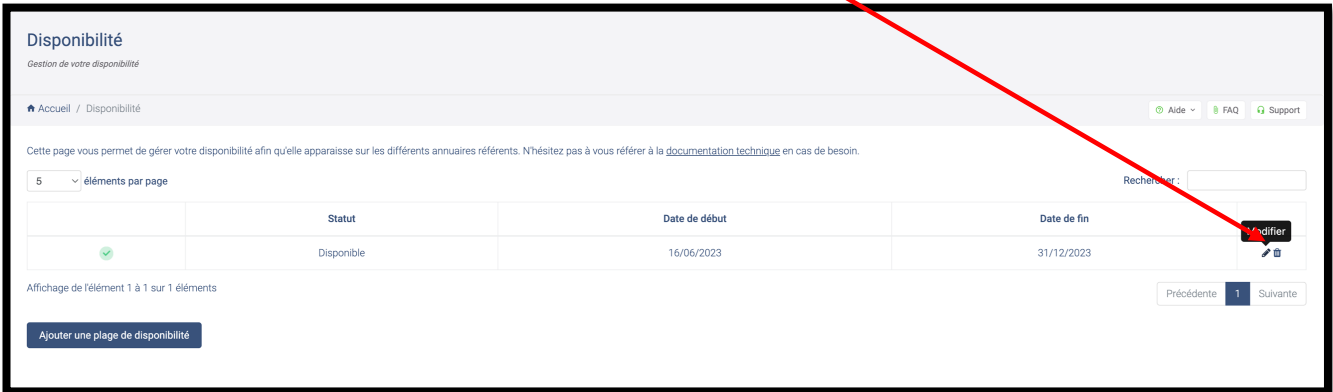 Disponibilité
Gestion de votre disponibilité
Accueil / Disponibilité
Aide FAQ Support
Cette page vous permet de gérer votre disponibilité afin qu'elle apparaisse sur les différents annuaires référents. N'hésitez pas à vous référer à la documentation technique en cas de besoin.
5 éléments par page Rechercher :
Statut Date de début Date de fin
Modifier
Disponible 16/06/2023 31/12/2023
Affichage de l'élément 1 à 1 sur 1 éléments
Précédente 1 Suivante
Ajouter une plage de disponibilité